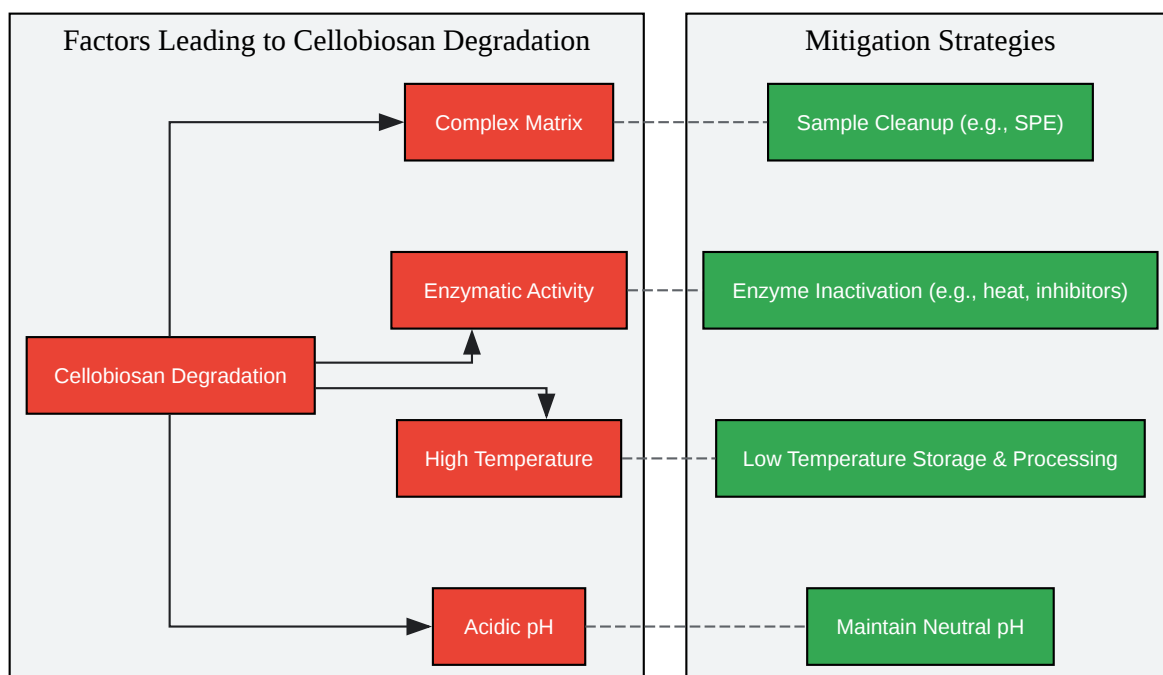 Factors Leading to Cellobiosan Degradation
Mitigation Strategies
Complex Matrix
Sample Cleanup (e.g., SPE)
Enzymatic Activity
Enzyme Inactivation (e.g., heat, inhibitors)
Cellobiosan Degradation
High Temperature
Low Temperature Storage & Processing
Acidic pH
Maintain Neutral pH